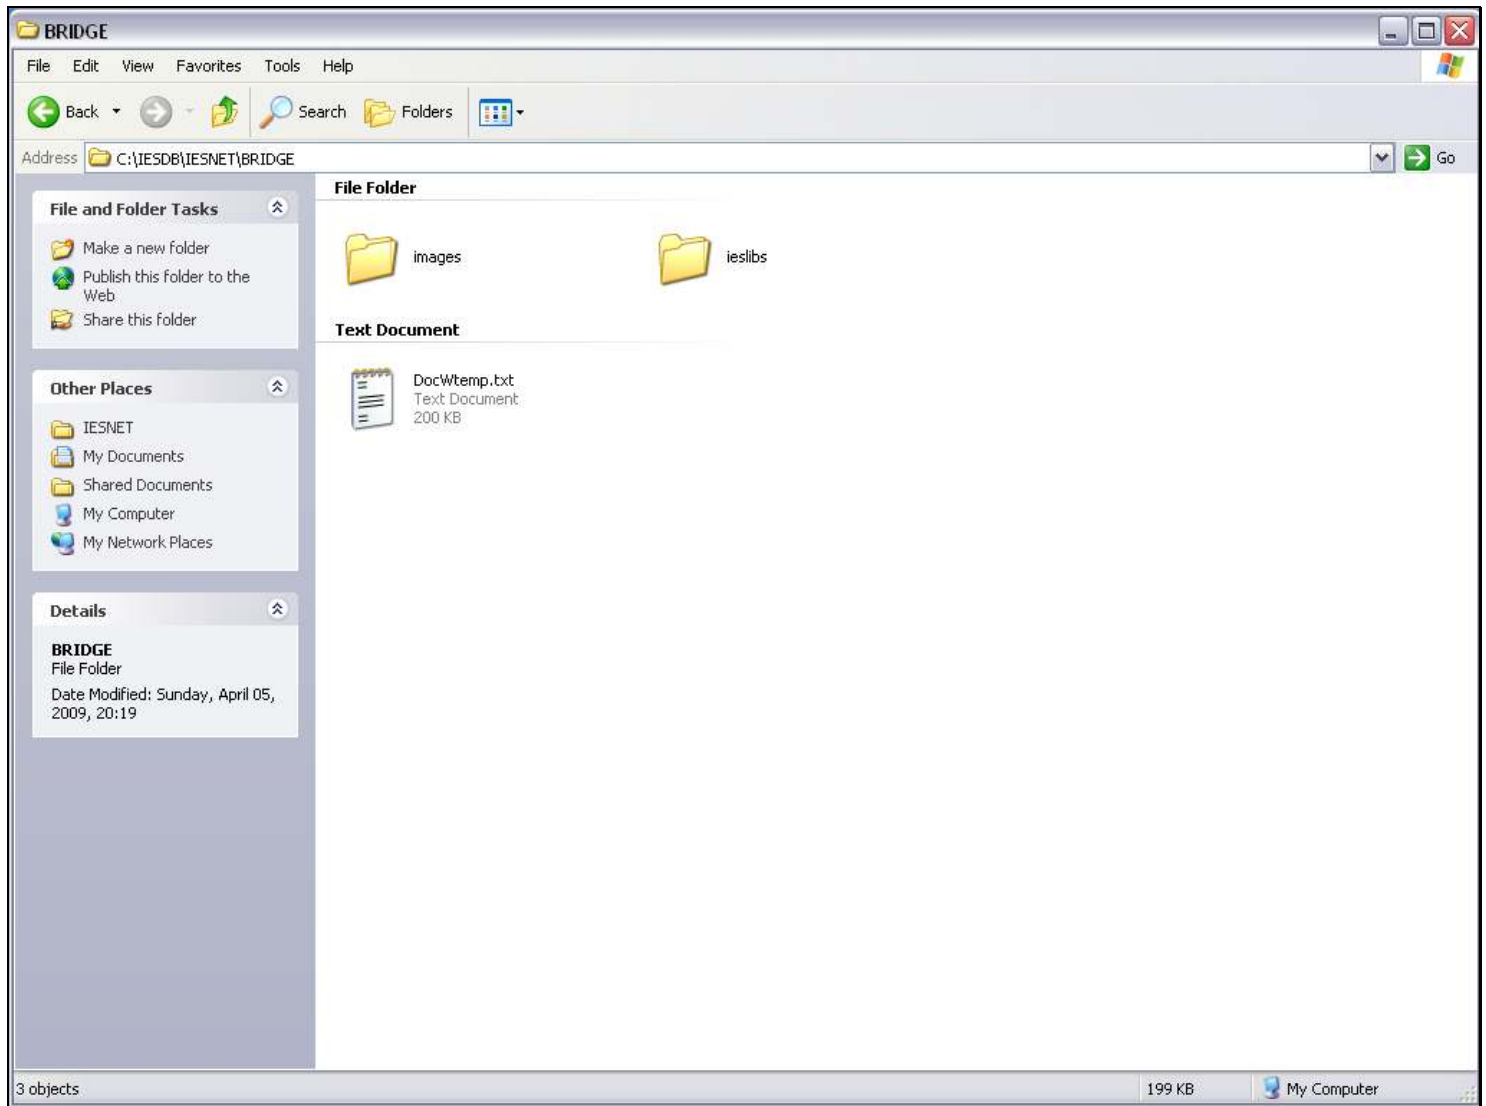 BRIDGE
File Edit View Favorites Tools Help
Back Search Folders
Address C:\IESDB\IESNET\BRIDGE Go
File and Folder Tasks
Make a new folder
Publish this folder to the
Web
Share this folder
Other Places
IESNET
My Documents
Shared Documents
My Computer
My Network Places
Details
BRIDGE
File Folder
Date Modified: Sunday, April 05,
2009, 20:19
File Folder
images ieslibs
Text Document
DocWtemp.txt
Text Document
200 KB
3 objects 199 KB My Computer